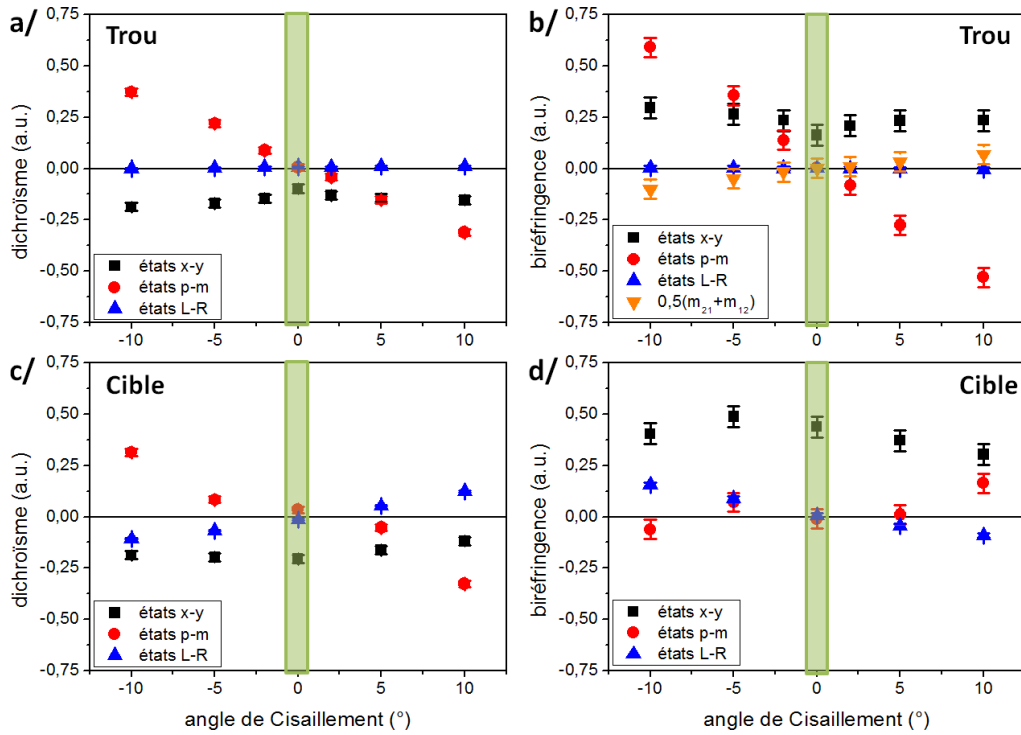 a/
Trou
dichroïsme (a.u.)
0,75
0,50
0,25
0,00
-0,25
-0,50
-0,75
états x-y
états p-m
états L-R
-10 -5 0 5 10
b/
Trou
biréfringence (a.u.)
0,75
0,50
0,25
0,00
-0,25
-0,50
-0,75
états x-y
états p-m
états L-R
0,5(m21+m12)
-10 -5 0 5 10
c/
Cible
dichroïsme (a.u.)
0,75
0,50
0,25
0,00
-0,25
-0,50
-0,75
états x-y
états p-m
états L-R
-10 -5 0 5 10
angle de Cisaillement (°)
d/
Cible
biréfringence (a.u.)
0,75
0,50
0,25
0,00
-0,25
-0,50
-0,75
états x-y
états p-m
états L-R
-10 -5 0 5 10
angle de Cisaillement (°)